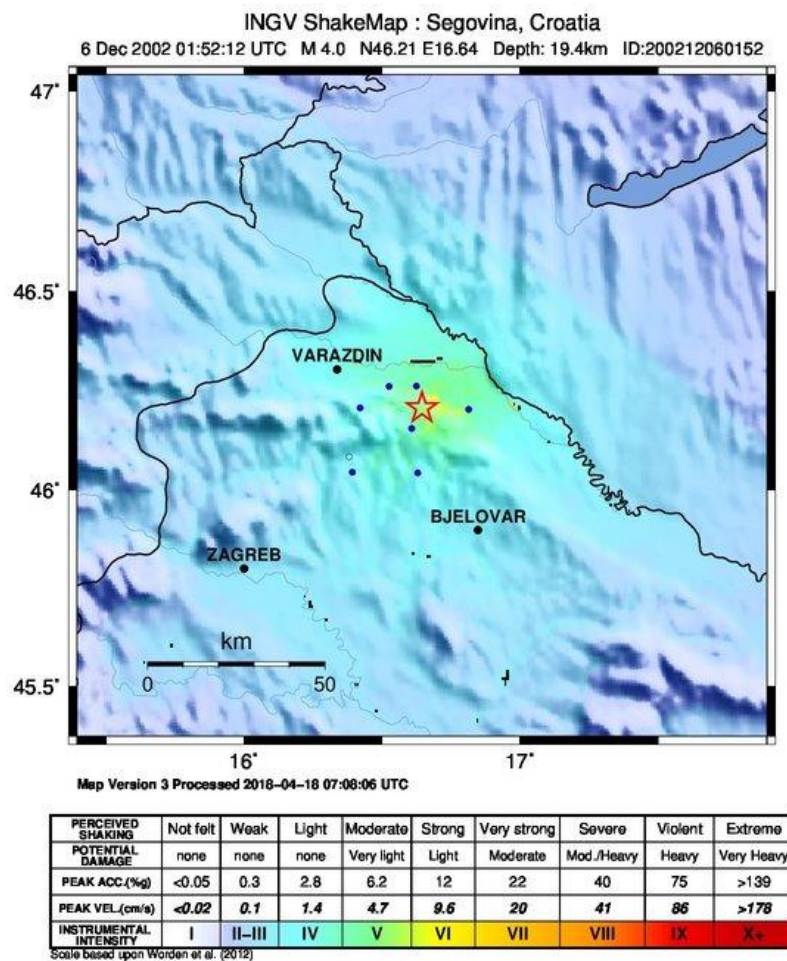 INGV ShakeMap : Segovina, Croatia
6 Dec 2002 01:52:12 UTC M 4.0 N46.21 E16.64 Depth: 19.4km ID:200212060152
47°
46.5°
VARAZDIN
46°
BJELOVAR
ZAGREB
km
0 50
45.5°
16° 17°
Map Version 3 Processed 2018-04-18 07:08:06 UTC
PERCEIVED SHAKING Not felt Weak Light Moderate Strong Very strong Severe Violent Extreme
POTENTIAL DAMAGE none none none Very light Light Moderate Mod./Heavy Heavy Very Heavy
PEAK ACC.(%g) <0.05 0.3 2.8 6.2 12 22 40 75 >139
PEAK VEL.(cm/s) <0.02 0.1 1.4 4.7 9.6 20 41 86 >178
INSTRUMENTAL INTENSITY I II-III IV V VI VII VIII IX X+
Scale based upon Worden et al. (2012)